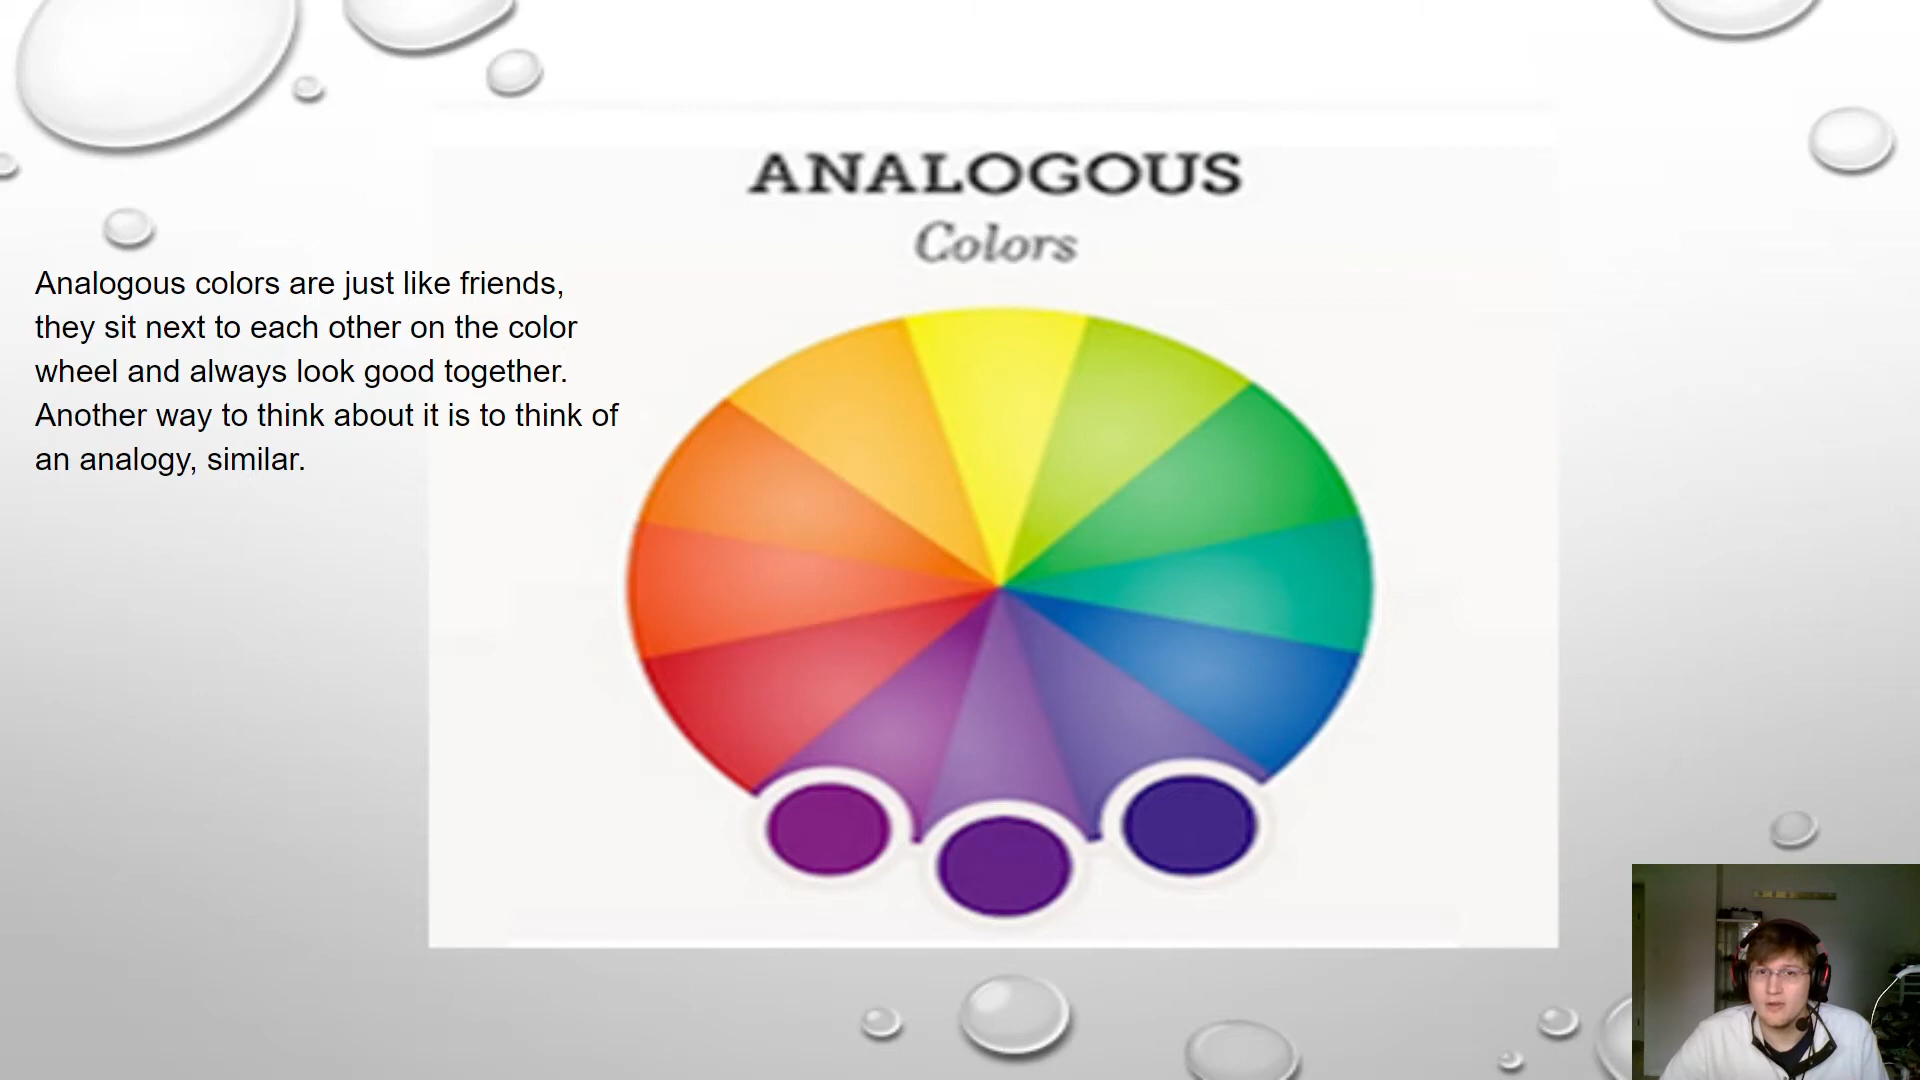 ANALOGOUS
Colors
Analogous colors are just like friends,
they sit next to each other on the color
wheel and always look good together.
Another way to think about it is to think of
an analogy, similar.